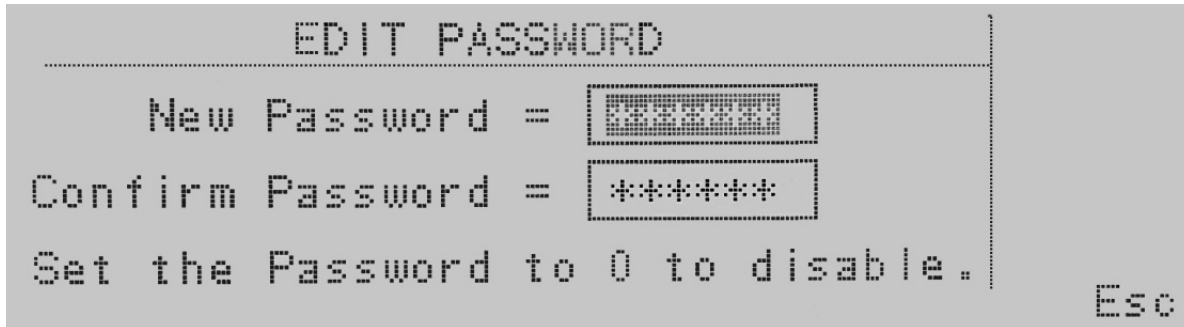 EDIT PASSWORD
New Password = ******
Confirm Password = ******
Set the Password to 0 to disable.
Esc